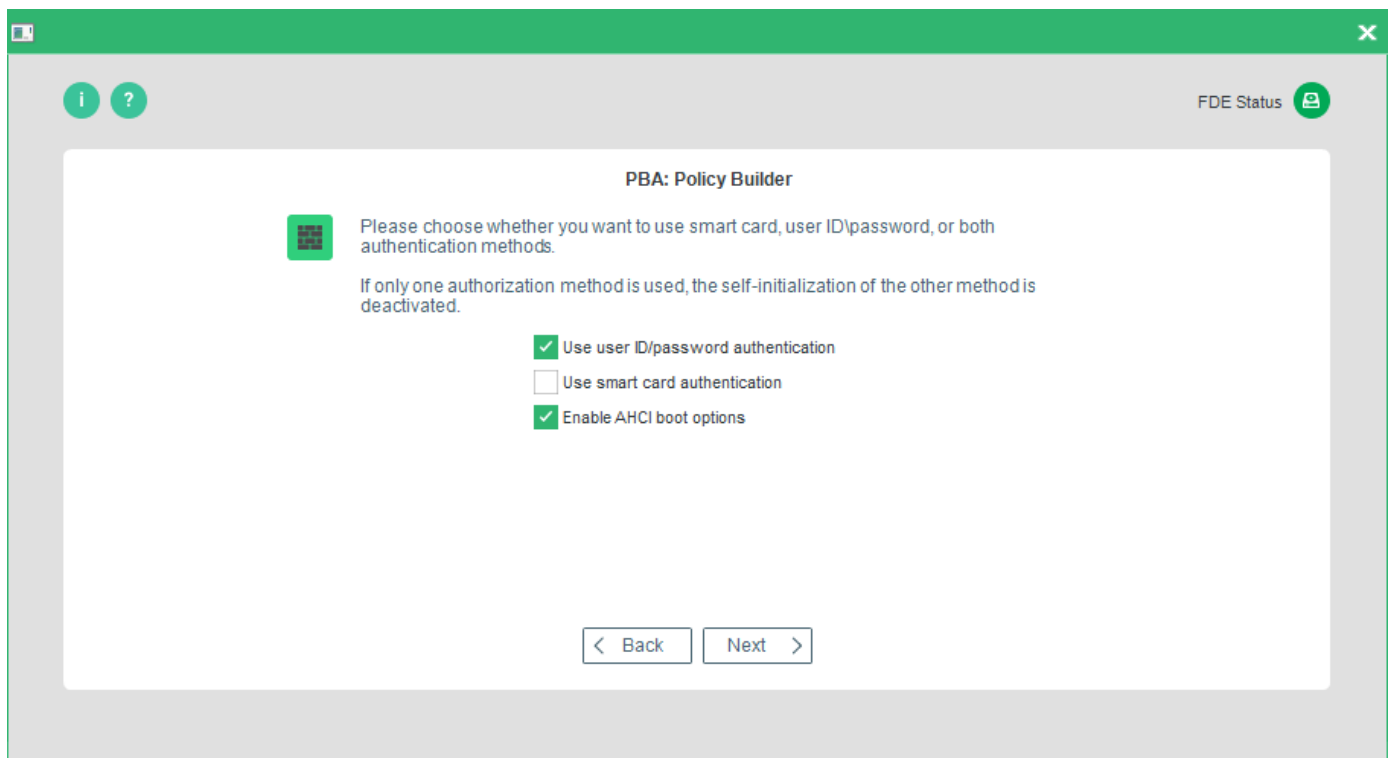 i ?
FDE Status
PBA: Policy Builder
Please choose whether you want to use smart card, user ID\password, or both
authentication methods.
If only one authorization method is used, the self-initialization of the other method is
deactivated.
Use user ID/password authentication
Use smart card authentication
Enable AHCI boot options
< Back Next >